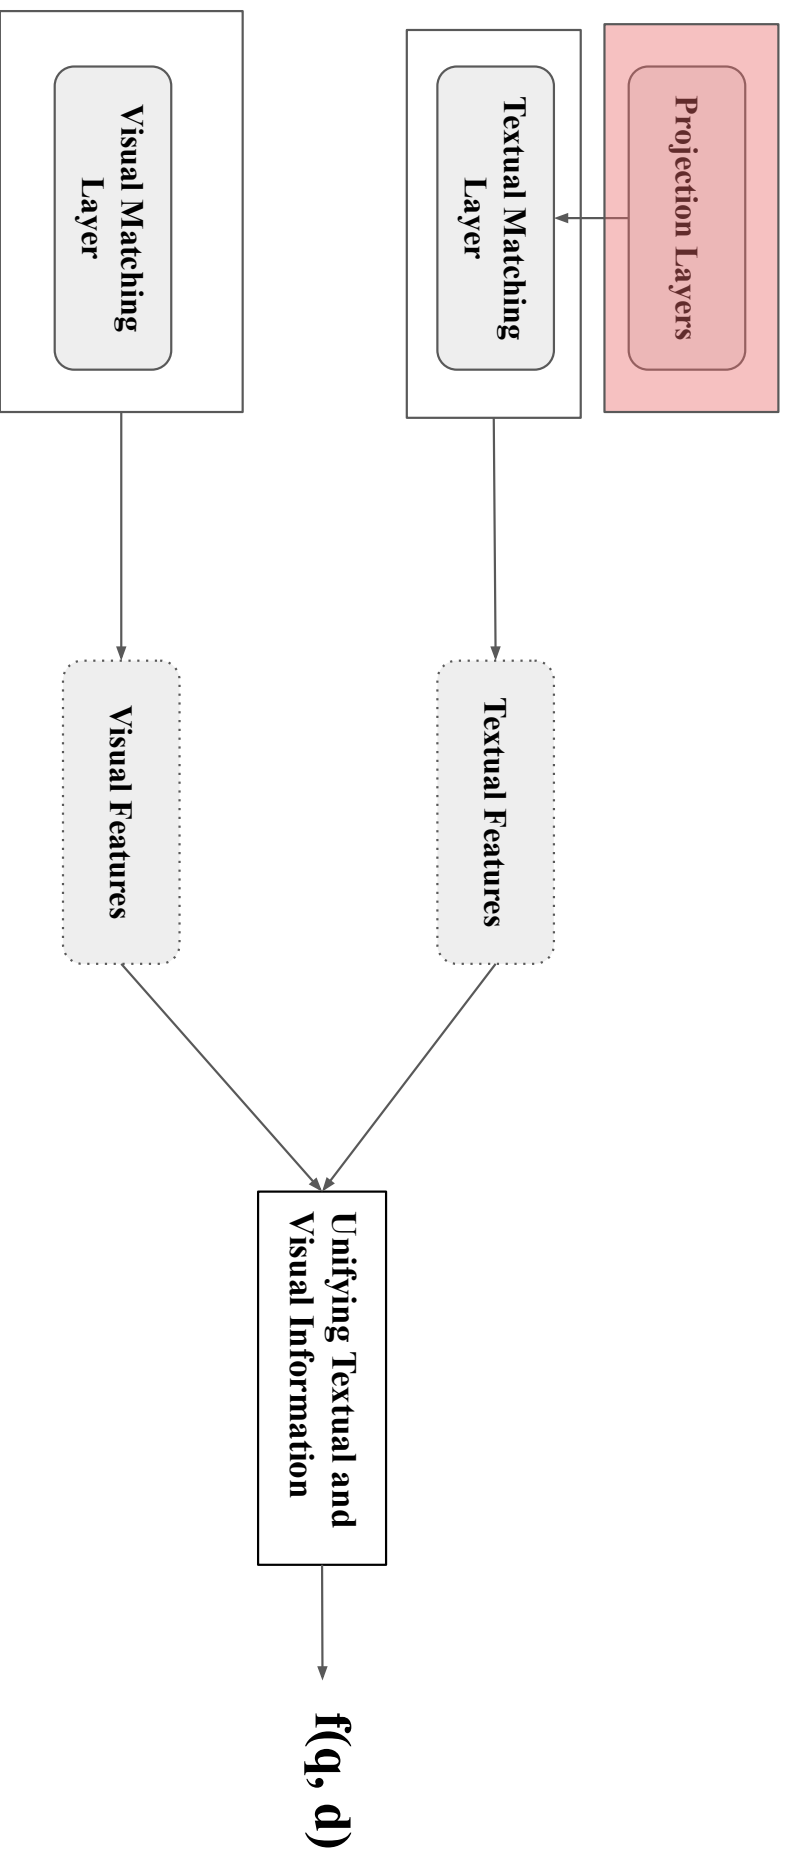 Projection Layers
Textual Matching
Layer
Textual Features
Visual Matching
Layer
Visual Features
Unifying Textual and
Visual Information
f(q, d)